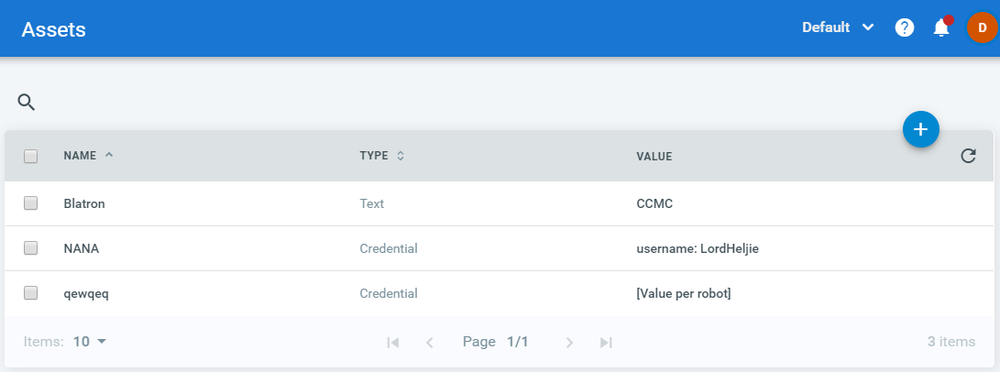 Assets Default ? D
+
NAME TYPE VALUE
Blatron Text CCMC
NANA Credential username: LordHeljie
qewqeq Credential [Value per robot]
Items: 10 Page 1/1 3 items